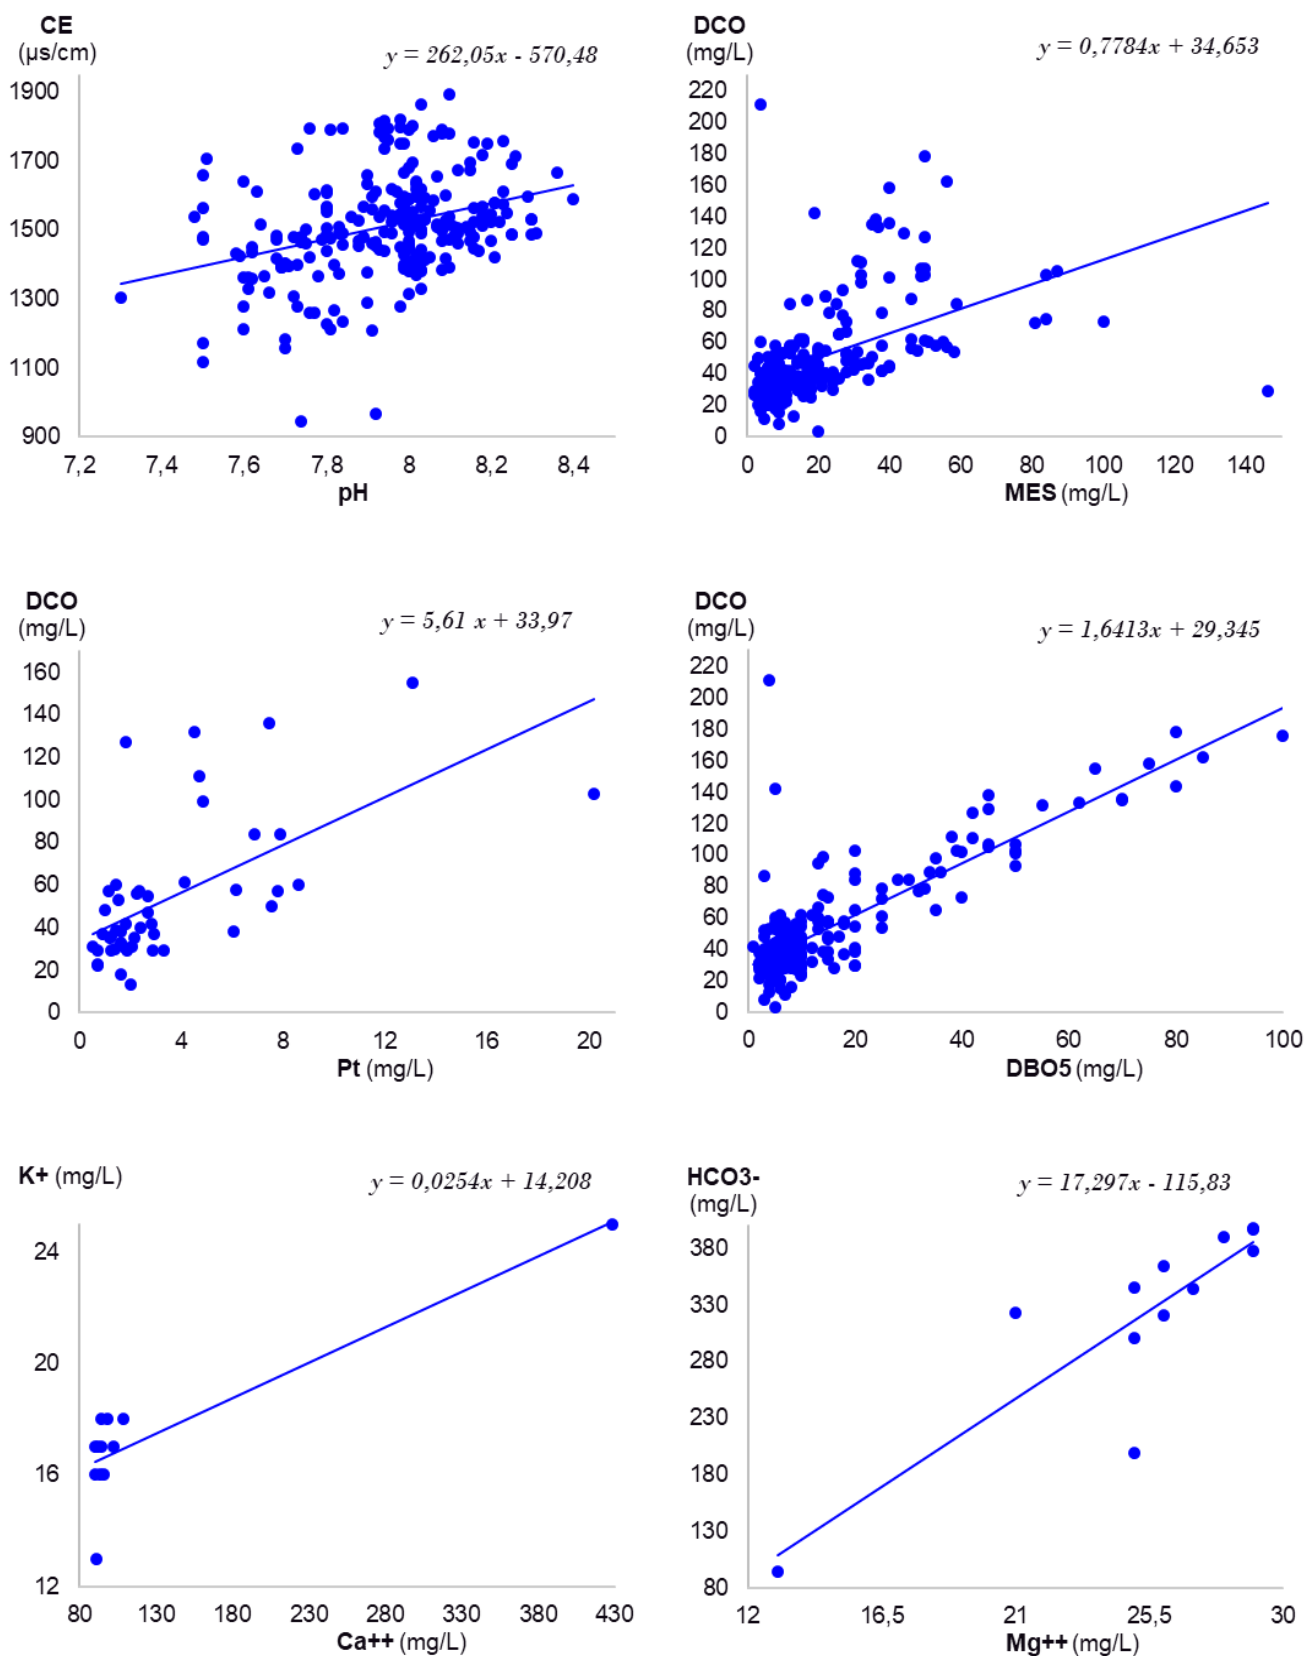 CE
(µs/cm)
y = 262,05x - 570,48
1900
1700
1500
1300
1100
900
7,2 7,4 7,6 7,8 8 8,2 8,4
pH
DCO
(mg/L)
y = 0,7784x + 34,653
220
200
180
160
140
120
100
80
60
40
20
0
0 20 40 60 80 100 120 140
MES (mg/L)
DCO
(mg/L)
y = 5,61 x + 33,97
160
140
120
100
80
60
40
20
0
0 4 8 12 16 20
Pt (mg/L)
DCO
(mg/L)
y = 1,6413x + 29,345
220
200
180
160
140
120
100
80
60
40
20
0
0 20 40 60 80 100
DBO5 (mg/L)
K+ (mg/L)
y = 0,0254x + 14,208
24
20
16
12
80 130 180 230 280 330 380 430
Ca++ (mg/L)
HCO3-
(mg/L)
y = 17,297x - 115,83
380
330
280
230
180
130
80
12 16,5 21 25,5 30
Mg++ (mg/L)